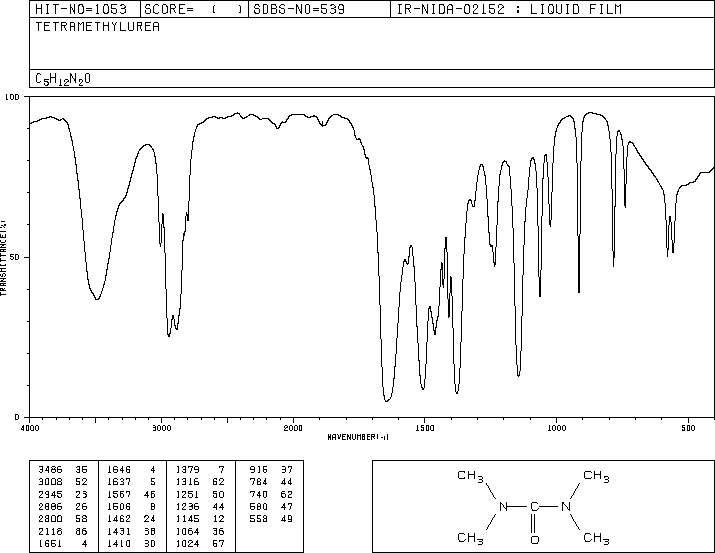 HIT-NO=1053 SCORE= ( ) SDBS-NO=539 IR-NIDA-02152 : LIQUID FILM
TETRAMETHYLUREA
C5H12N2O
100
50
0
TRANSMITTANCE(%)
4000 3000 2000 1500 1000 500
WAVENUMBER(-1)
3486 35 1646 4 1379 7 916 37
3008 52 1637 5 1316 62 784 44
2945 23 1567 46 1251 50 740 62
2886 26 1506 8 1236 44 580 47
2800 58 1462 24 1145 12 558 49
2118 86 1431 38 1064 36
1651 4 1410 30 1024 57
CH3 CH3
N C N
CH3 O CH3